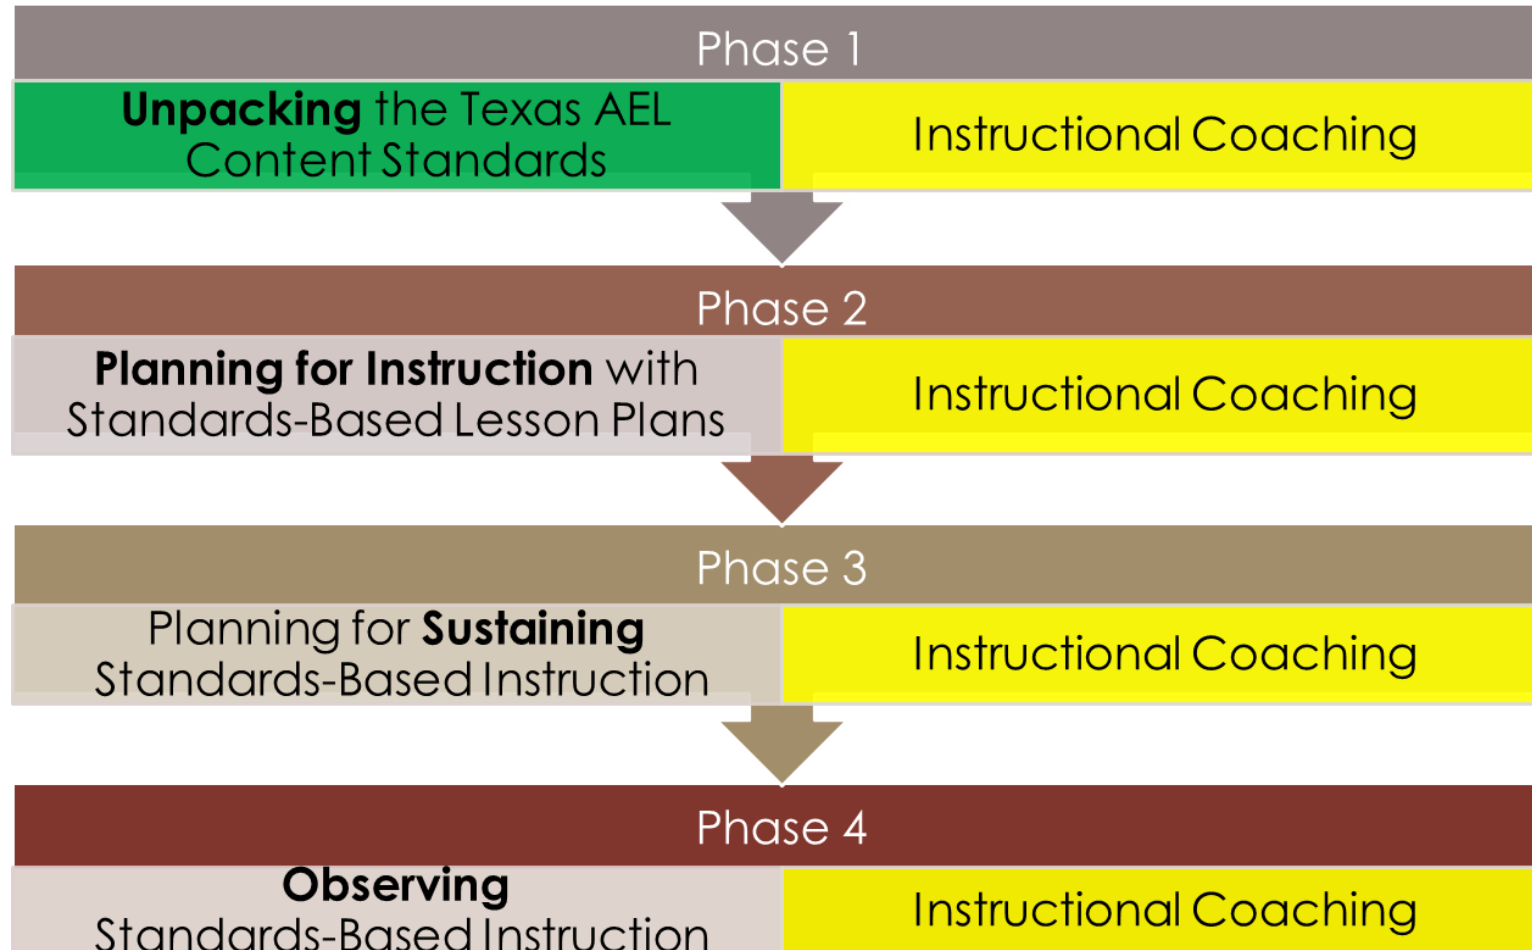 Phase 1
Unpacking the Texas AEL
Content Standards
Instructional Coaching
Phase 2
Planning for Instruction with
Standards-Based Lesson Plans
Instructional Coaching
Phase 3
Planning for Sustaining
Standards-Based Instruction
Instructional Coaching
Phase 4
Observing
Standards-Based Instruction
Instructional Coaching